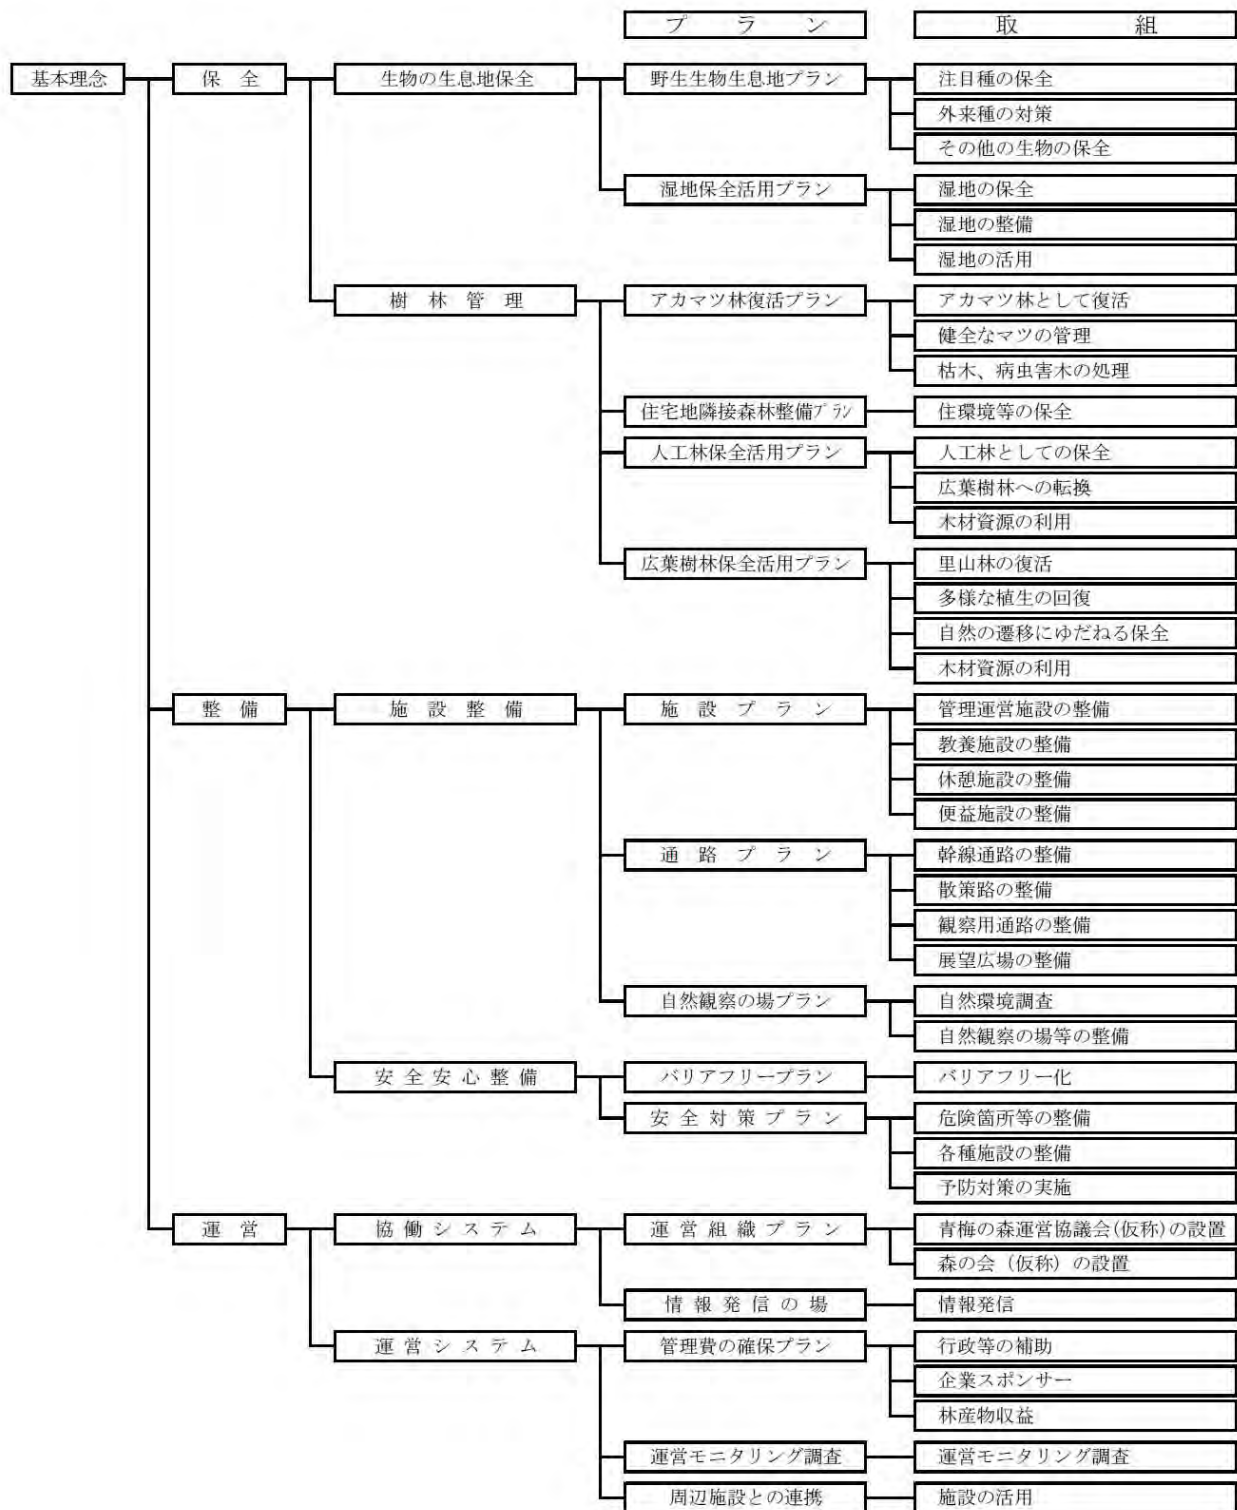 プラン 取組
基本理念 保全 生物の生息地保全 野生生物生息地プラン 注目種の保全
外来種の対策
その他の生物の保全
湿地保全活用プラン 湿地の保全
湿地の整備
湿地の活用
樹林管理 アカマツ林復活プラン アカマツ林として復活
健全なマツの管理
枯木、病虫害木の処理
住宅地隣接森林整備プラン 住環境等の保全
人工林保全活用プラン 人工林としての保全
広葉樹林への転換
木材資源の利用
広葉樹林保全活用プラン 里山林の復活
多様な植生の回復
自然の遷移にゆだねる保全
木材資源の利用
整備 施設整備 施設プラン 管理運営施設の整備
教養施設の整備
休憩施設の整備
便益施設の整備
通路プラン 幹線通路の整備
散策路の整備
観察用通路の整備
展望広場の整備
自然観察の場プラン 自然環境調査
自然観察の場等の整備
安全安心整備 バリアフリープラン バリアフリー化
安全対策プラン 危険箇所等の整備
各種施設の整備
予防対策の実施
運営 協働システム 運営組織プラン 青梅の森運営協議会(仮称)の設置
森の会（仮称）の設置
情報発信の場 情報発信
運営システム 管理費の確保プラン 行政等の補助
企業スポンサー
林産物収益
運営モニタリング調査 運営モニタリング調査
周辺施設との連携 施設の活用